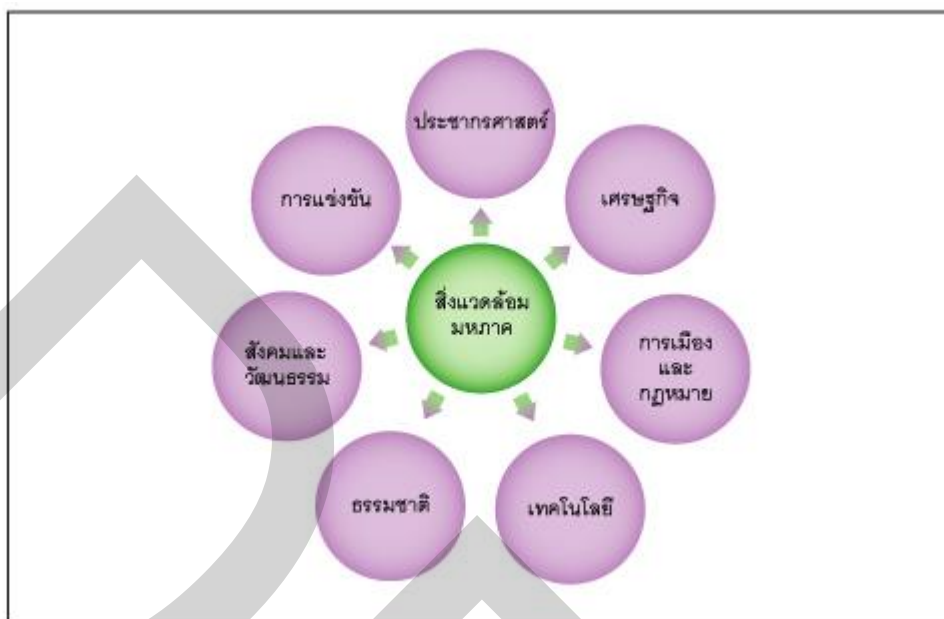 ประชากรศาสตร์
เศรษฐกิจ
การเมือง
และ
กฎหมาย
เทคโนโลยี
ธรรมชาติ
สังคมและ
วัฒนธรรม
การแข่งขัน
สิ่งแวดล้อม
มหภาค